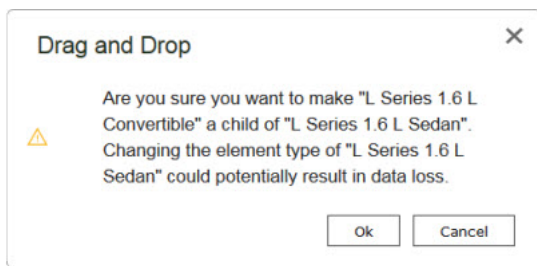 Drag and Drop
Are you sure you want to make "L Series 1.6 L
Convertible" a child of "L Series 1.6 L Sedan".
Changing the element type of "L Series 1.6 L
Sedan" could potentially result in data loss.
Ok Cancel